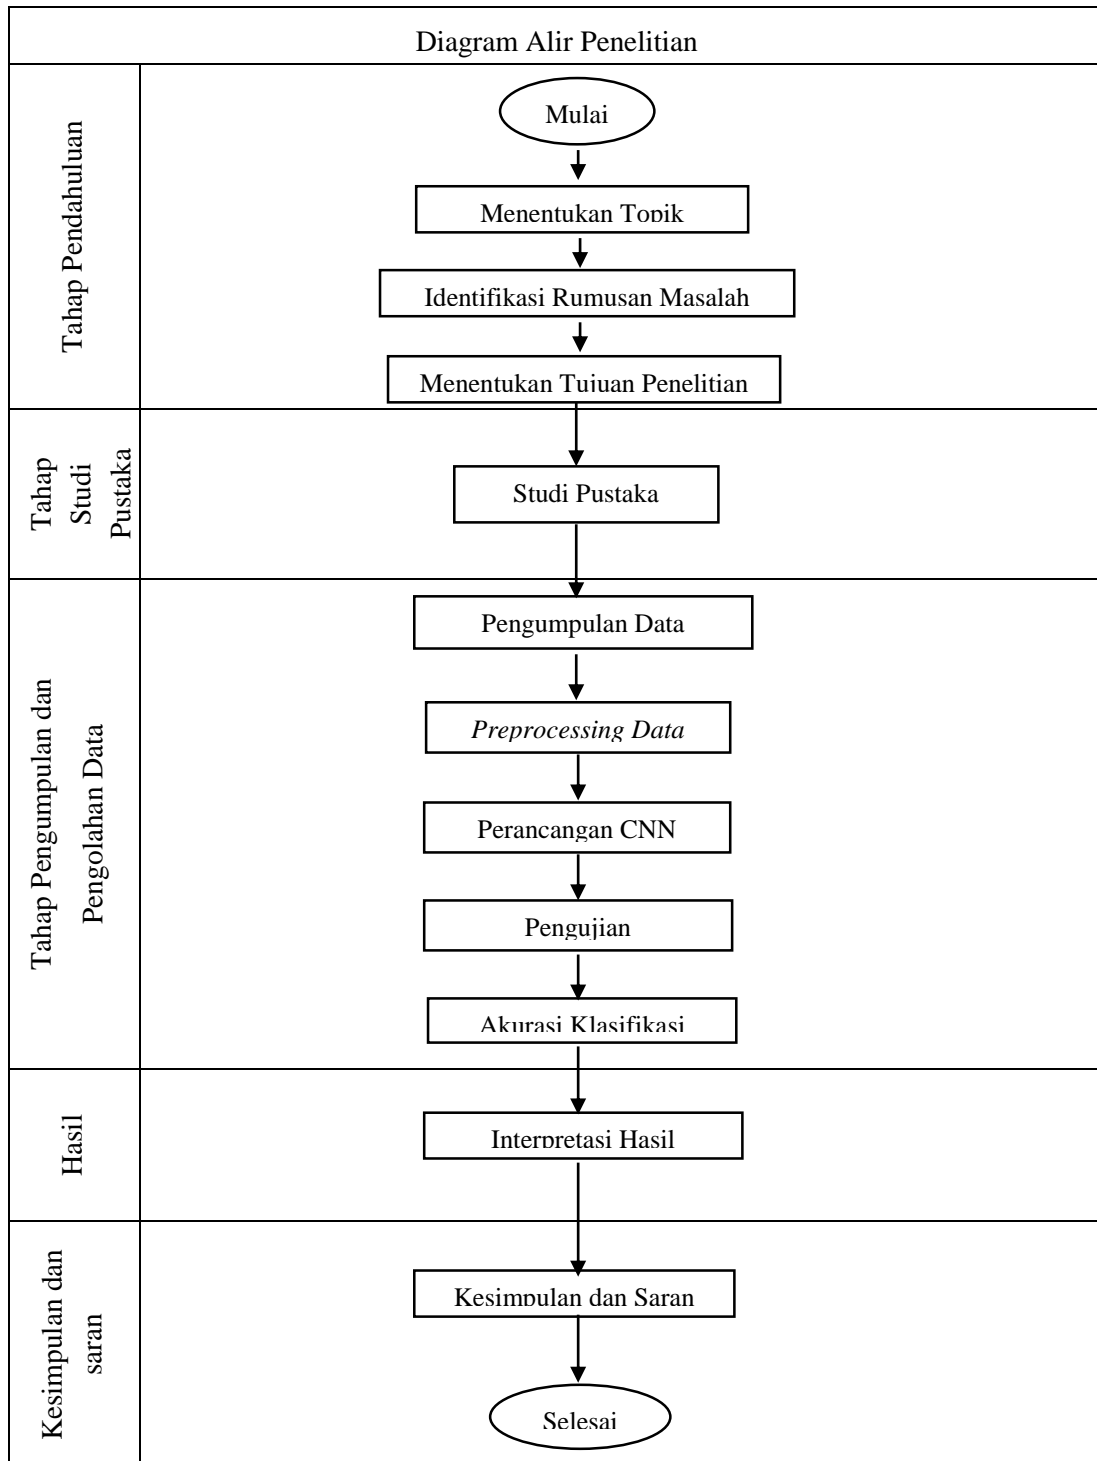 Diagram Alir Penelitian
Tahap Pendahuluan
Mulai
Menentukan Topik
Identifikasi Rumusan Masalah
Menentukan Tujuan Penelitian
Tahap
Studi
Pustaka
Studi Pustaka
Tahap Pengumpulan dan
Pengolahan Data
Pengumpulan Data
Preprocessing Data
Perancangan CNN
Pengujian
Akurasi Klasifikasi
Hasil
Interpretasi Hasil
Kesimpulan dan
saran
Kesimpulan dan Saran
Selesai